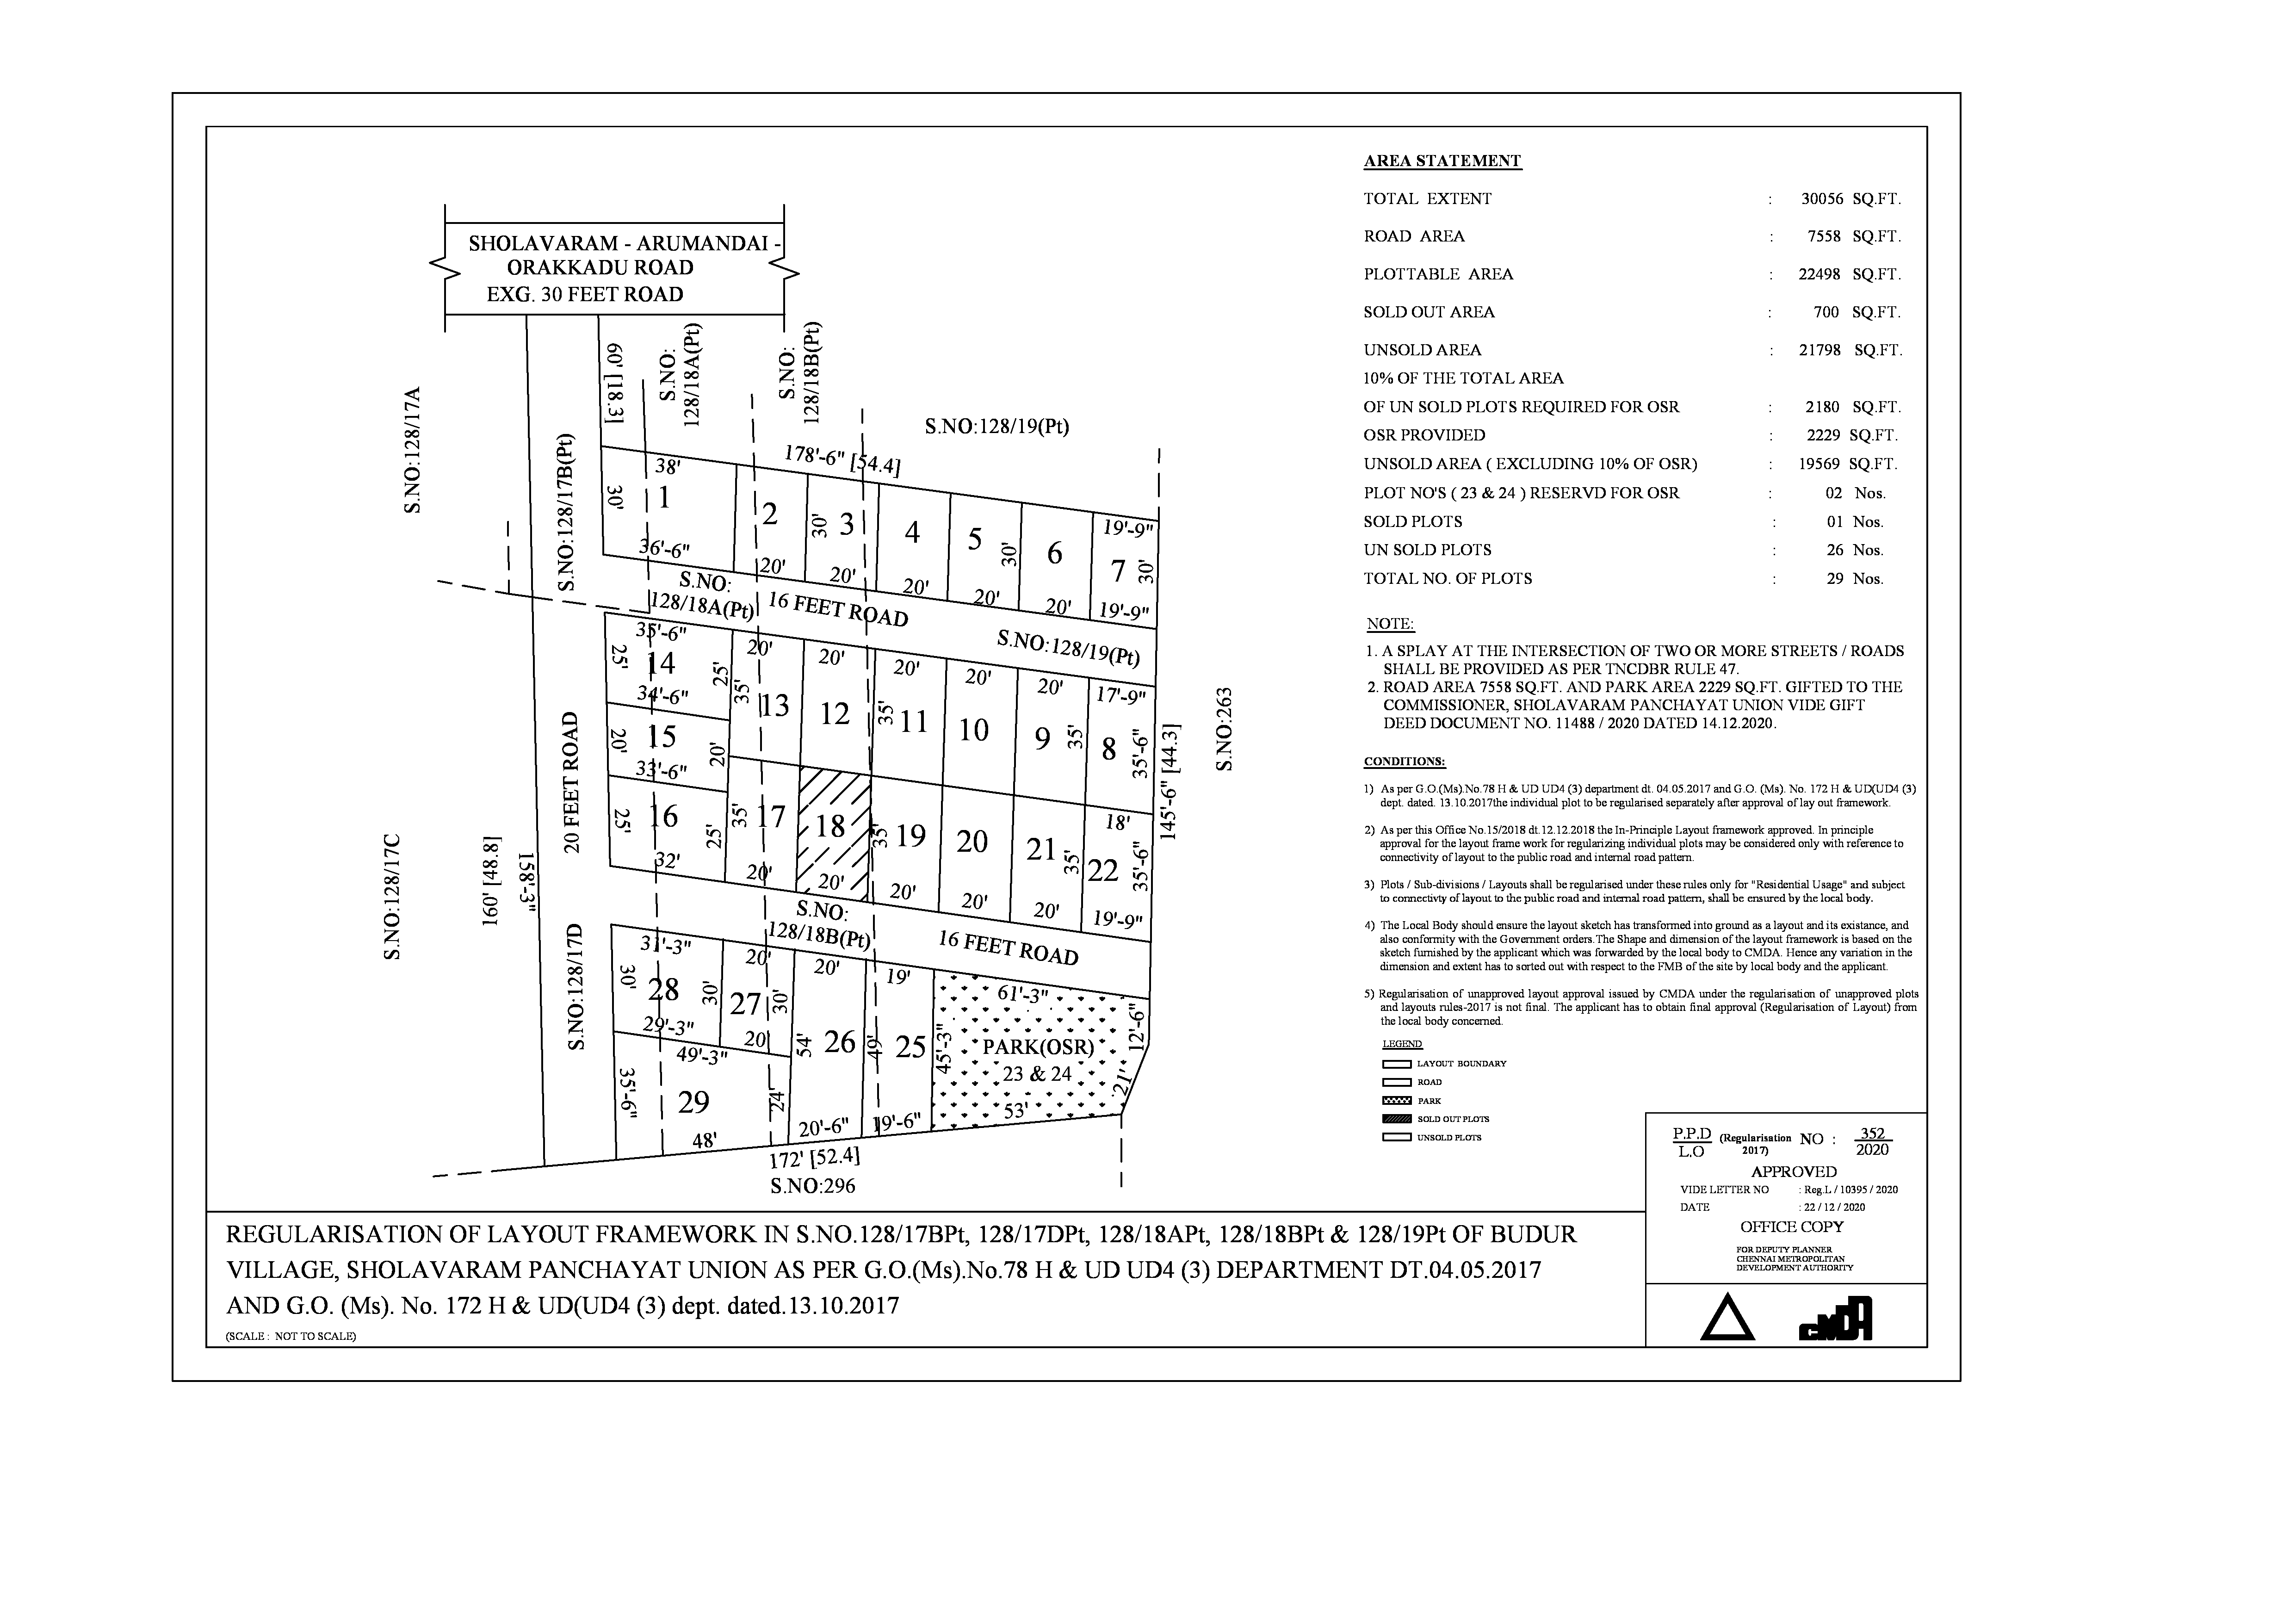 SHOLAVARAM - ARUMANDAI -
ORAKKADU ROAD
EXG. 30 FEET ROAD
60' [18.3]
S.NO:
128/18A(Pt)
S.NO:
128/18B(Pt)
S.NO:128/19(Pt)
S.NO:128/17A
S.NO:128/17B(Pt)
178'-6" [54.4]
38'
30'
1
36'-6"
2
20'
30'
3
20'
4
20'
5
30'
20'
6
20'
19'-9"
7
30'
19'-9"
S.NO:
128/18A(Pt)
16 FEET ROAD
S.NO:128/19(Pt)
35'-6"
25'
14
25'
34'-6"
20'
15
20'
33'-6"
25'
16
25'
32'
20'
35'
13
20'
12
20'
35'
11
20'
10
20'
9
35'
17'-9"
8
35'-6"
35'
17
20'
18
20'
35'
19
20'
20
20'
21
35'
20'
18'
22
35'-6"
19'-9"
145'-6" [44.3]
S.NO:263
20 FEET ROAD
S.NO:128/17C
160' [48.8]
158'-3"
S.NO:128/17D
S.NO:
128/18B(Pt)
16 FEET ROAD
31'-3"
30'
28
30'
29'-3"
20'
27
30'
20'
20'
54'
26
20'-6"
19'
49'
25
19'-6"
45'-3"
61'-3"
PARK(OSR)
23 & 24
53'
12'-6"
21'
49'-3"
35'-6"
29
24'
48'
172' [52.4]
S.NO:296
AREA STATEMENT
TOTAL EXTENT : 30056 SQ.FT.
ROAD AREA : 7558 SQ.FT.
PLOTTABLE AREA : 22498 SQ.FT.
SOLD OUT AREA : 700 SQ.FT.
UNSOLD AREA : 21798 SQ.FT.
10% OF THE TOTAL AREA
OF UN SOLD PLOTS REQUIRED FOR OSR : 2180 SQ.FT.
OSR PROVIDED : 2229 SQ.FT.
UNSOLD AREA ( EXCLUDING 10% OF OSR) : 19569 SQ.FT.
PLOT NO'S ( 23 & 24 ) RESERVD FOR OSR : 02 Nos.
SOLD PLOTS : 01 Nos.
UN SOLD PLOTS : 26 Nos.
TOTAL NO. OF PLOTS : 29 Nos.
NOTE:
1. A SPLAY AT THE INTERSECTION OF TWO OR MORE STREETS / ROADS
SHALL BE PROVIDED AS PER TNCDBR RULE 47.
2. ROAD AREA 7558 SQ.FT. AND PARK AREA 2229 SQ.FT. GIFTED TO THE
COMMISSIONER, SHOLAVARAM PANCHAYAT UNION VIDE GIFT
DEED DOCUMENT NO. 11488 / 2020 DATED 14.12.2020.
CONDITIONS:
1) As per G.O.(Ms).No.78 H & UD UD4 (3) department dt. 04.05.2017 and G.O. (Ms). No. 172 H & UD(UD4 (3)
dept. dated. 13.10.2017the individual plot to be regularised separately after approval of lay out framework.
2) As per this Office No.15/2018 dt.12.12.2018 the In-Principle Layout framework approved. In principle
approval for the layout frame work for regularizing individual plots may be considered only with reference to
connectivity of layout to the public road and internal road pattern.
3) Plots / Sub-divisions / Layouts shall be regularised under these rules only for "Residential Usage" and subject
to connectivty of layout to the public road and internal road pattern, shall be ensured by the local body.
4) The Local Body should ensure the layout sketch has transformed into ground as a layout and its existance, and
also conformity with the Government orders. The Shape and dimension of the layout framework is based on the
sketch furnished by the applicant which was forwarded by the local body to CMDA. Hence any variation in the
dimension and extent has to sorted out with respect to the FMB of the site by local body and the applicant.
5) Regularisation of unapproved layout approval issued by CMDA under the regularisation of unapproved plots
and layouts rules-2017 is not final. The applicant has to obtain final approval (Regularisation of Layout) from
the local body concerned.
LEGEND
LAYOUT BOUNDARY
ROAD
PARK
SOLD OUT PLOTS
UNSOLD PLOTS
P.P.D
L.O
(Regularisation
2017)
NO :
352
2020
APPROVED
VIDE LETTER NO : Reg.L / 10395 / 2020
DATE : 22 / 12 / 2020
OFFICE COPY
FOR DEPUTY PLANNER
CHENNAI METROPOLITAN
DEVELOPMENT AUTHORITY
CMDA
REGULARISATION OF LAYOUT FRAMEWORK IN S.NO.128/17BPt, 128/17DPt, 128/18APt, 128/18BPt & 128/19Pt OF BUDUR
VILLAGE, SHOLAVARAM PANCHAYAT UNION AS PER G.O.(Ms).No.78 H & UD UD4 (3) DEPARTMENT DT.04.05.2017
AND G.O. (Ms). No. 172 H & UD(UD4 (3) dept. dated.13.10.2017
(SCALE : NOT TO SCALE)